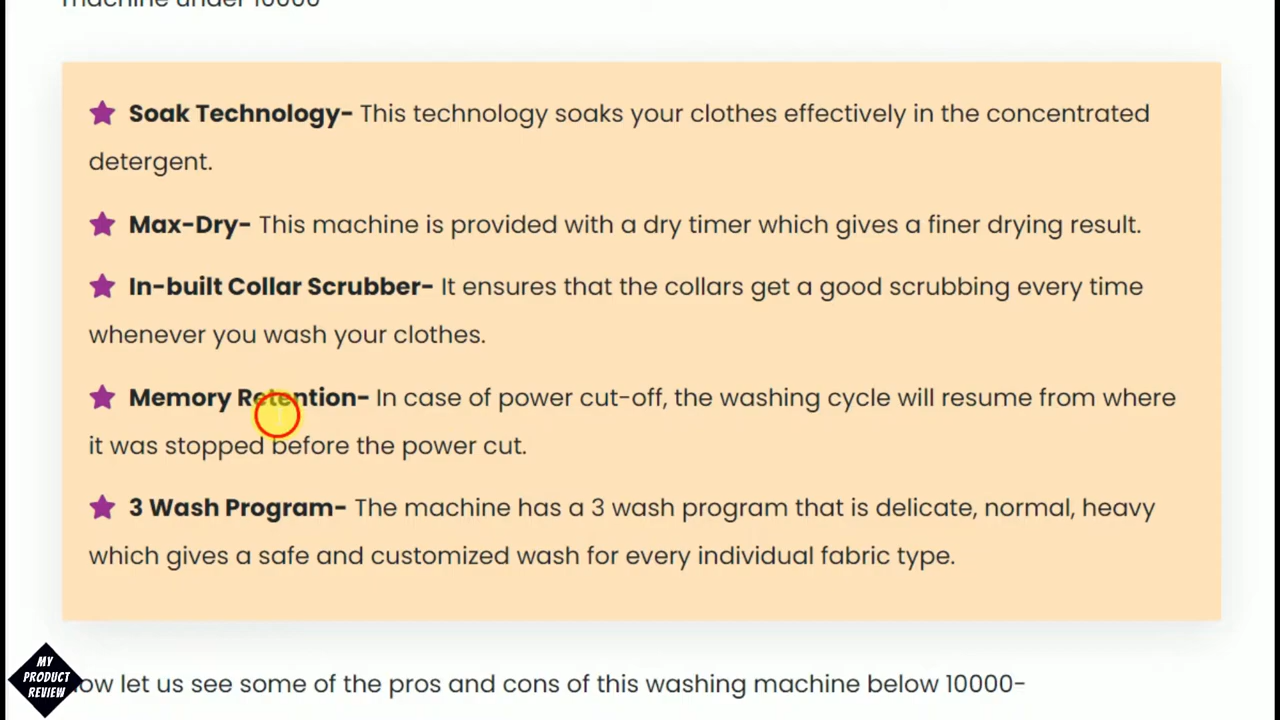 machine under 10000
Soak Technology- This technology soaks your clothes effectively in the concentrated
detergent.
Max-Dry- This machine is provided with a dry timer which gives a finer drying result.
In-built Collar Scrubber- It ensures that the collars get a good scrubbing every time
whenever you wash your clothes.
Memory Retention- In case of power cut-off, the washing cycle will resume from where
it was stopped before the power cut.
3 Wash Program- The machine has a 3 wash program that is delicate, normal, heavy
which gives a safe and customized wash for every individual fabric type.
MY
PRODUCT
REVIEW
ow let us see some of the pros and cons of this washing machine below 10000-